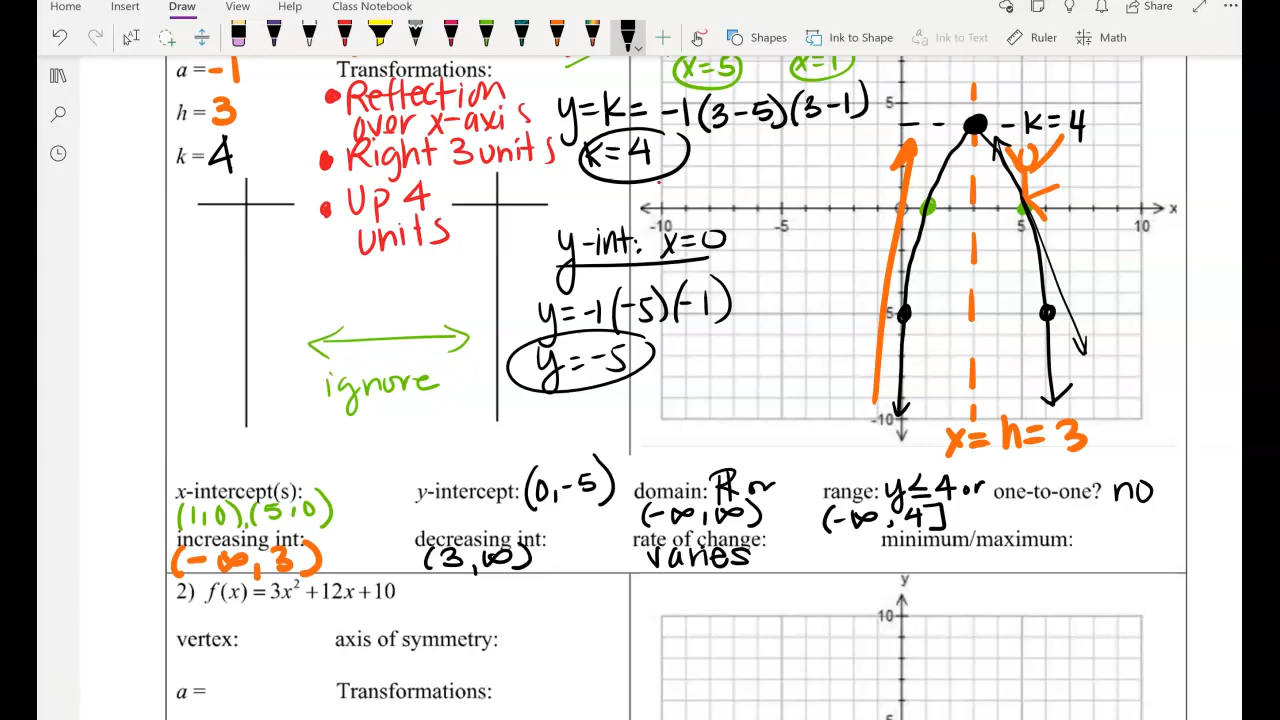 Home Insert Draw View Help Class Notebook Share
Shapes Ink to Shape Ink to Text Ruler Math
a = -1 Transformations:
• Reflection
over x-axis
h = 3
• Right 3 units
k = 4
• Up 4
units
ignore
x=5 x=1
y=k= -1(3-5)(3-1)
k=4
y-int: x=0
y=-1(-5)(-1)
y=-5
5
- - -k=4
-10 -5 5 10 x
5
-10
x= h= 3
x-intercept(s): y-intercept: (0,-5) domain: ℝ or range: y≤4 or one-to-one? no
(1,0),(5,0) (-∞,∞) (-∞,4]
increasing int: decreasing int: rate of change: minimum/maximum:
(-∞,3) (3,∞) varies
2) f(x) = 3x² +12x+10
y
10
vertex: axis of symmetry:
a = Transformations:
5